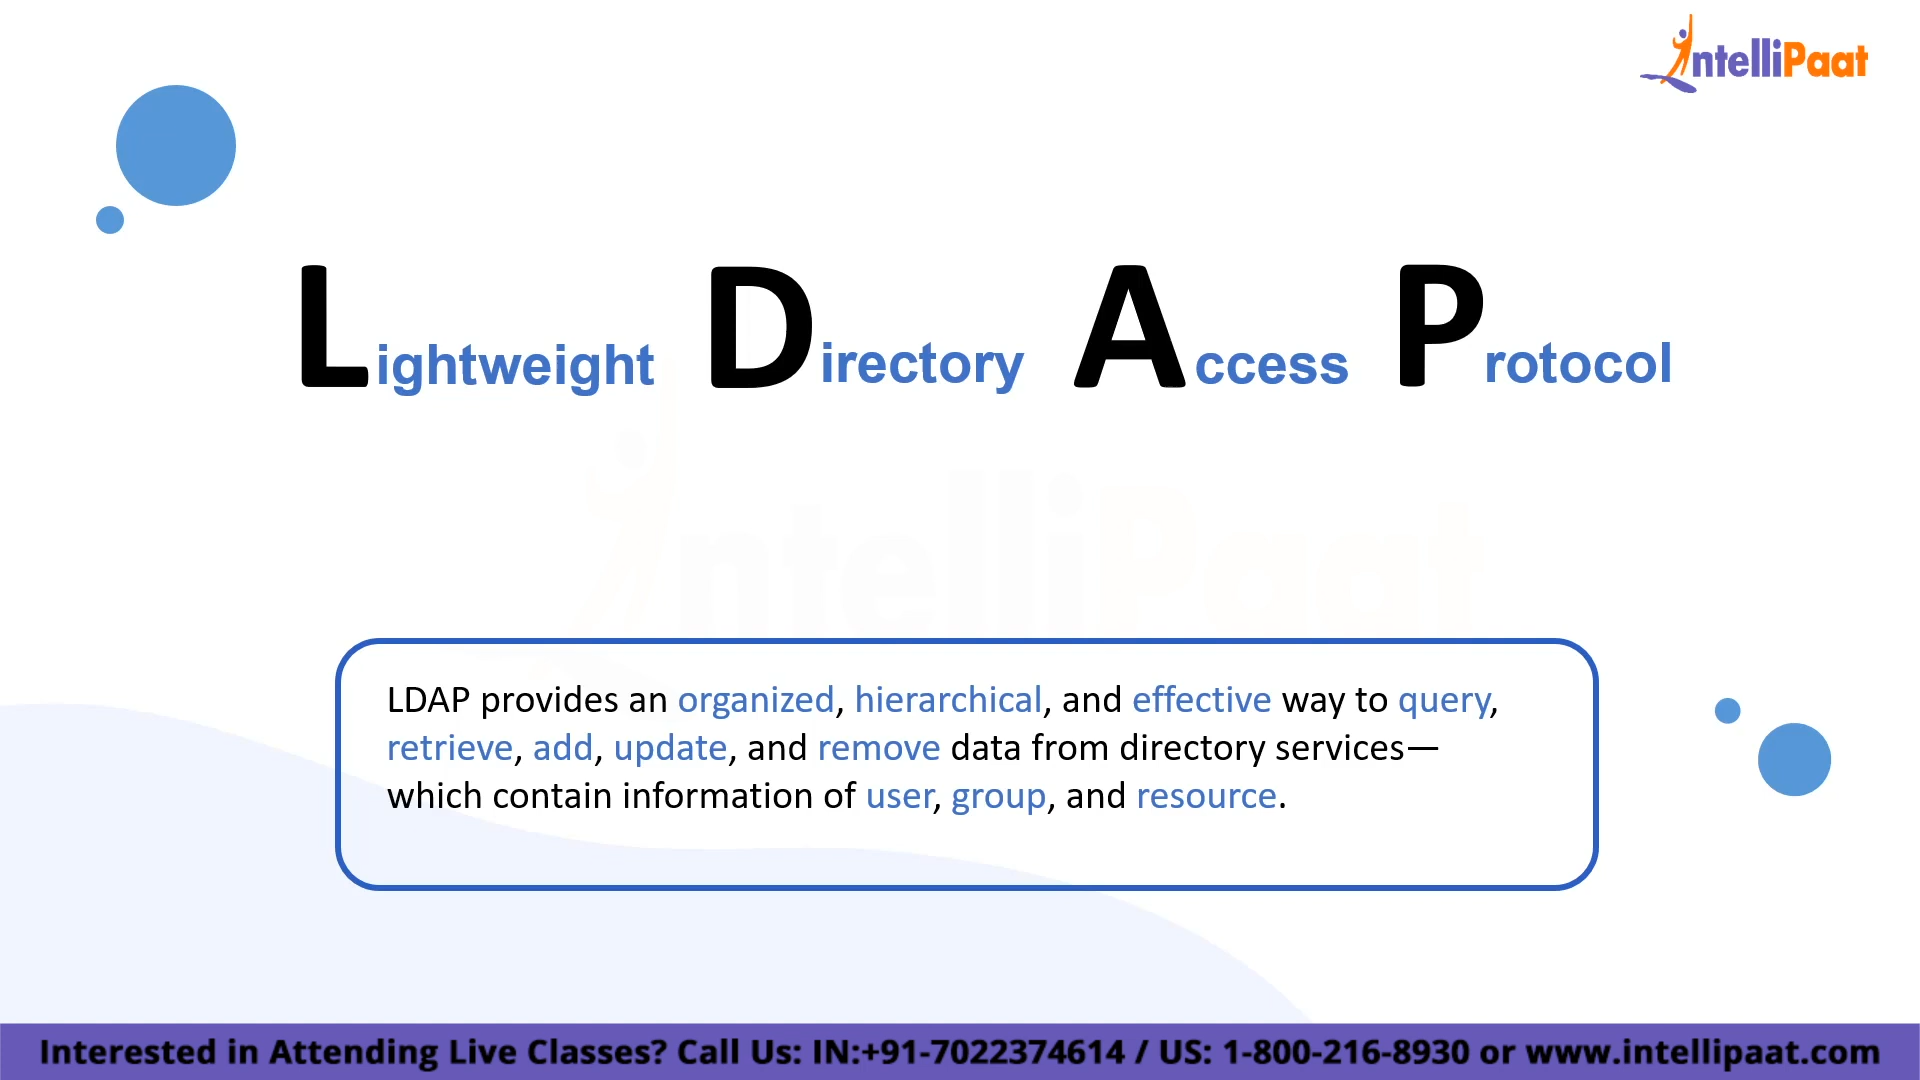 IntelliPaat
Lightweight Directory Access Protocol
IntelliPaat
LDAP provides an organized, hierarchical, and effective way to query,
retrieve, add, update, and remove data from directory services—
which contain information of user, group, and resource.
Interested in Attending Live Classes? Call Us: IN:+91-7022374614 / US: 1-800-216-8930 or www.intellipaat.com